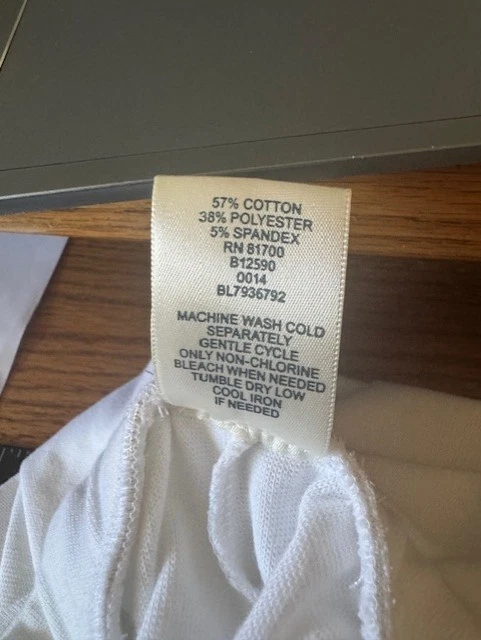 57% COTTON
38% POLYESTER
5% SPANDEX
RN 81700
B12590
0014
BL7936792
MACHINE WASH COLD
SEPARATELY
GENTLE CYCLE
ONLY NON-CHLORINE
BLEACH WHEN NEEDED
TUMBLE DRY LOW
COOL IRON
IF NEEDED